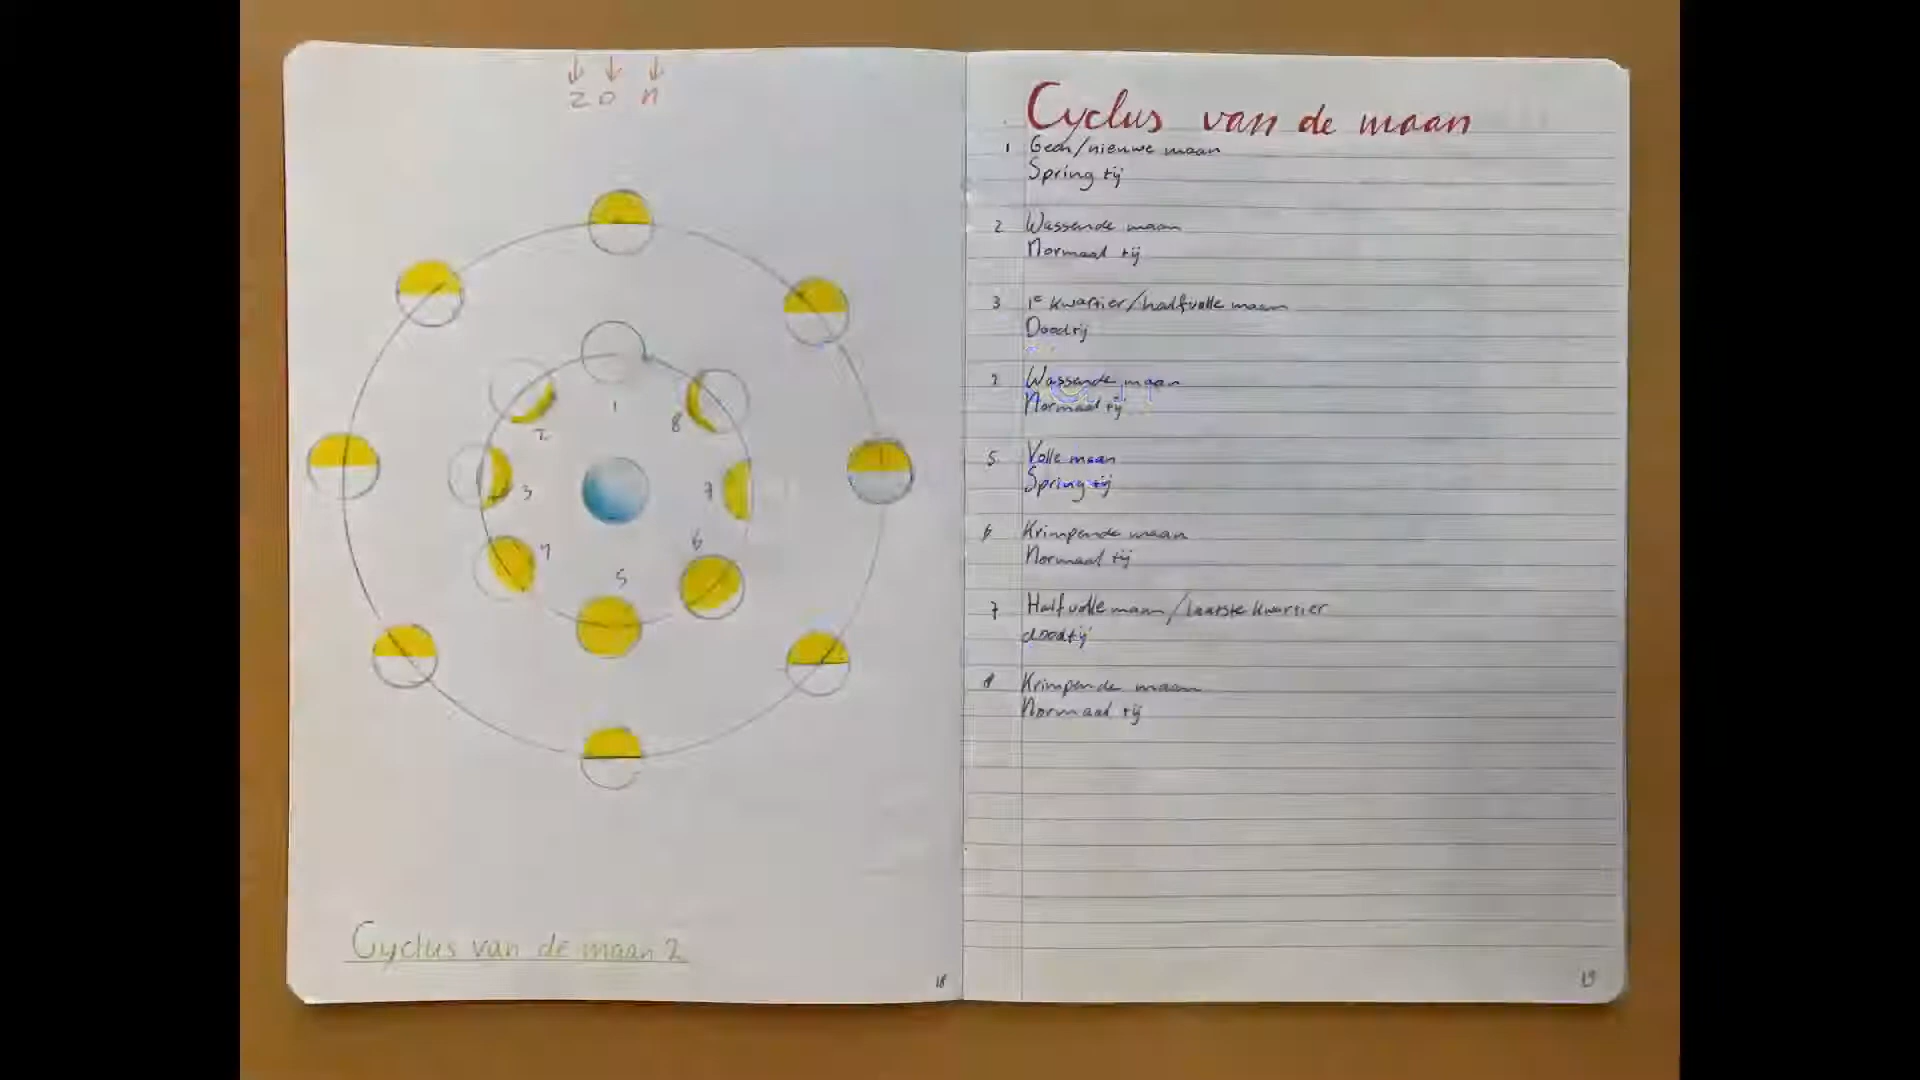 zon
1
2
8
3
7
4
6
5
Cyclus van de maan 2
18
Cyclus van de maan
1 Geen/nieuwe maan
Spring tij
2 Wassende maan
Normaal tij
3 1e kwartier/halfvolle maan
Doodtij
4 Wassende maan
Normaal tij
5 Volle maan
Spring tij
6 Krimpende maan
Normaal tij
7 Halfvolle maan/laatste kwartier
doodtij
8 Krimpende maan
Normaal tij
19